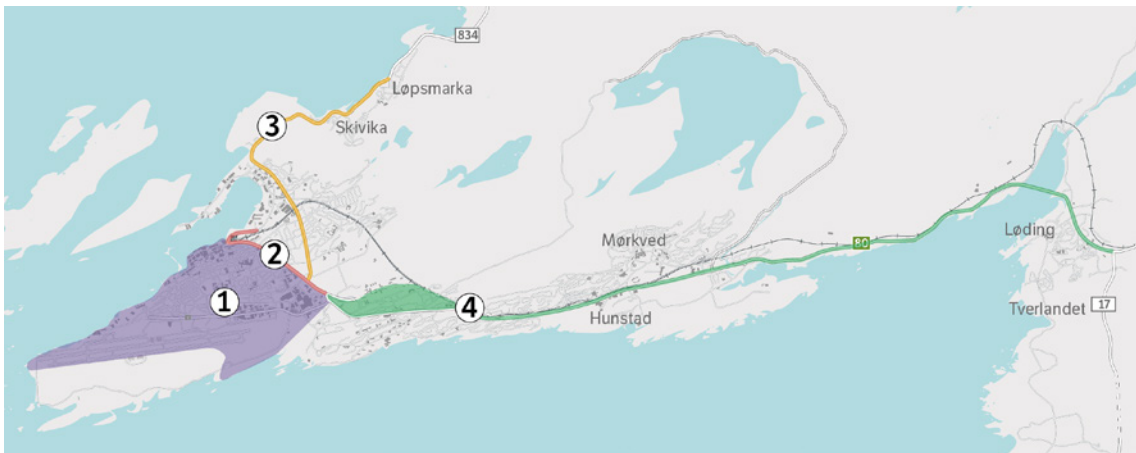 834
Løpsmarka
3
Skivika
Mørkved
80
Løding
2
1
4
Hunstad
17
Tverlandet